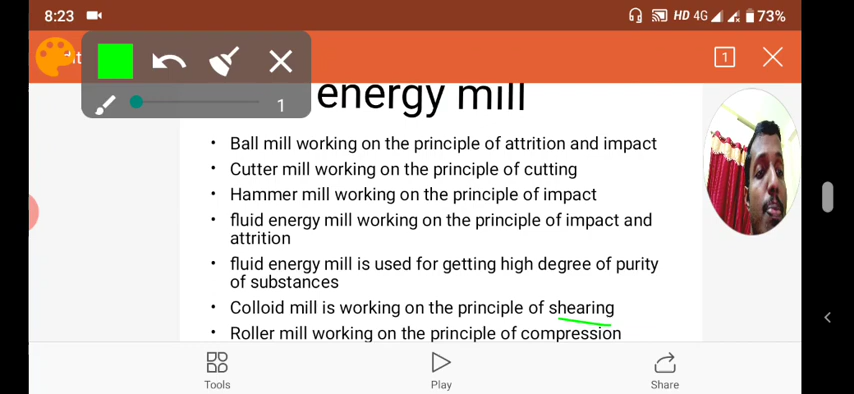 8:23
HD 4G 73%
1
1
energy mill
• Ball mill working on the principle of attrition and impact
• Cutter mill working on the principle of cutting
• Hammer mill working on the principle of impact
• fluid energy mill working on the principle of impact and
attrition
• fluid energy mill is used for getting high degree of purity
of substances
• Colloid mill is working on the principle of shearing
• Roller mill working on the principle of compression
Tools
Play
Share